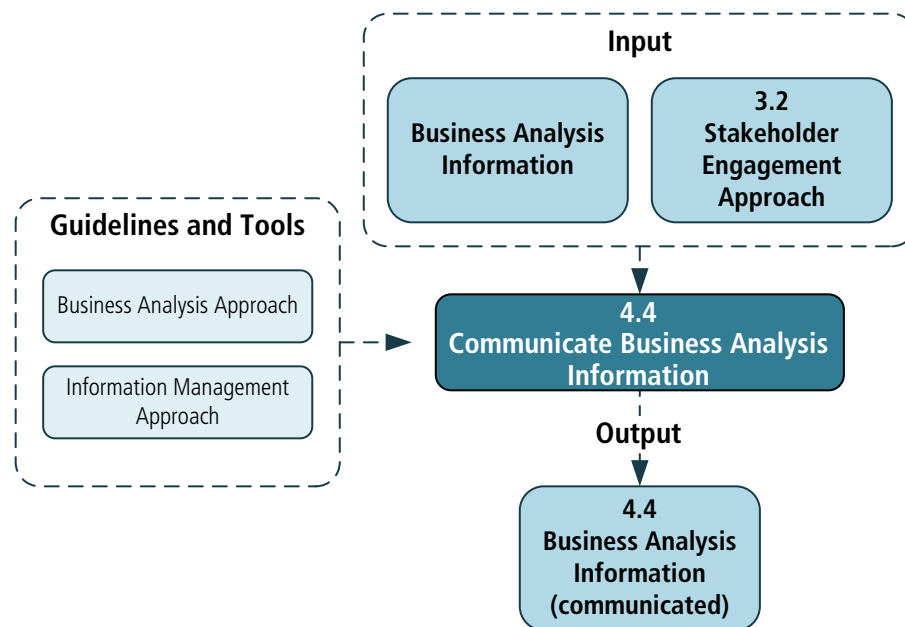 Input
Business Analysis
Information
3.2
Stakeholder
Engagement
Approach
Guidelines and Tools
Business Analysis Approach
Information Management
Approach
4.4
Communicate Business Analysis
Information
Output
4.4
Business Analysis
Information
(communicated)